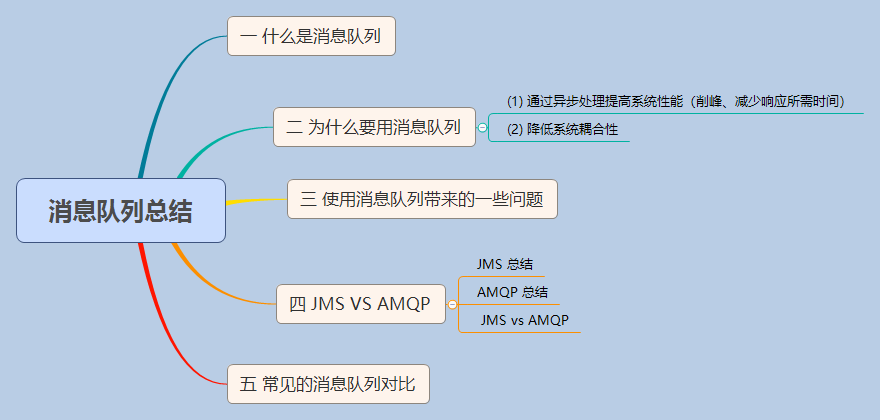 消息队列总结
一 什么是消息队列
二 为什么要用消息队列
(1) 通过异步处理提高系统性能（削峰、减少响应所需时间）
(2) 降低系统耦合性
三 使用消息队列带来的一些问题
四 JMS VS AMQP
JMS 总结
AMQP 总结
JMS vs AMQP
五 常见的消息队列对比